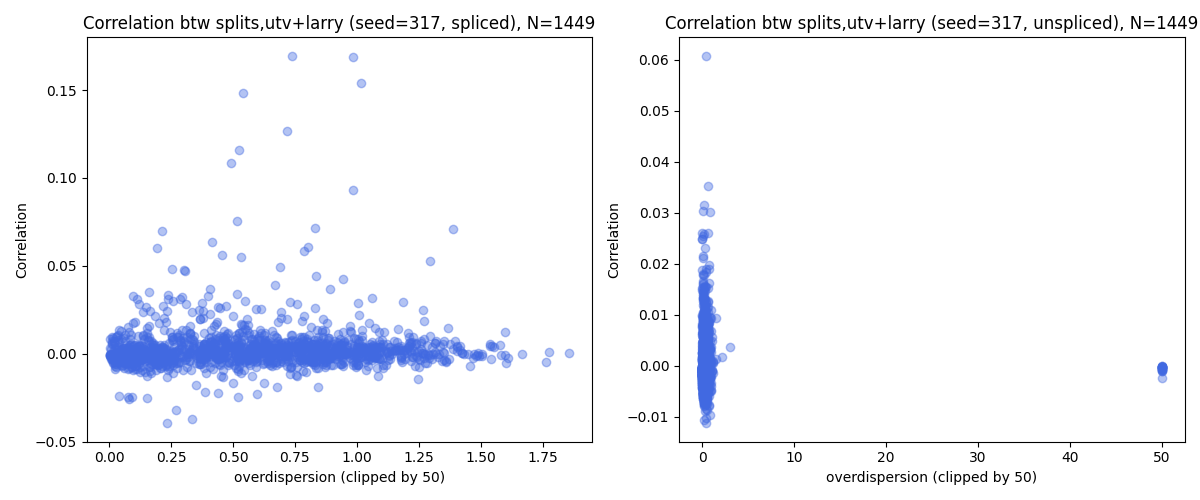 Correlation btw splits,utv+larry (seed=317, spliced), N=1449
Correlation
0.15
0.10
0.05
0.00
−0.05
0.00 0.25 0.50 0.75 1.00 1.25 1.50 1.75
overdispersion (clipped by 50)
Correlation btw splits,utv+larry (seed=317, unspliced), N=1449
Correlation
0.06
0.05
0.04
0.03
0.02
0.01
0.00
−0.01
0 10 20 30 40 50
overdispersion (clipped by 50)